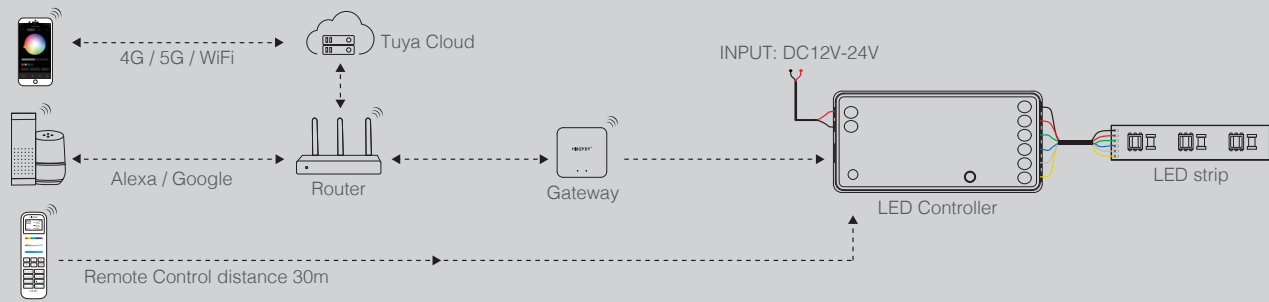 Tuya Cloud
4G / 5G / WiFi
INPUT: DC12V-24V
Alexa / Google
Router
Gateway
LED Controller
LED strip
Remote Control distance 30m